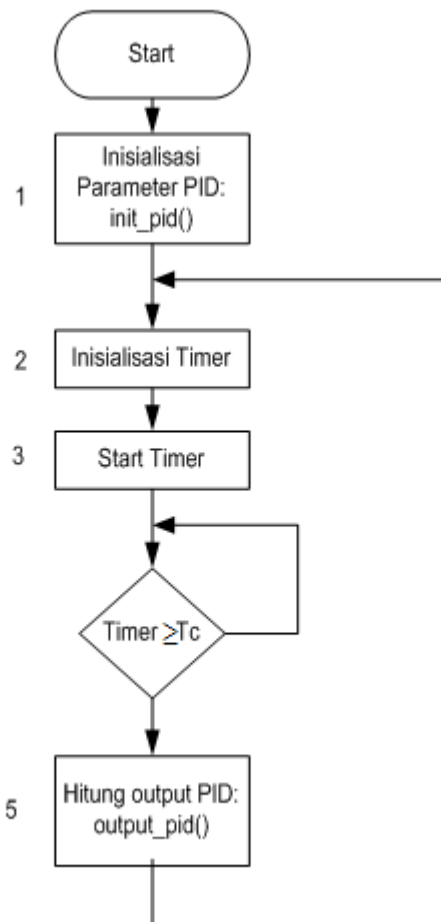 Start
1
Inisialisasi
Parameter PID:
init_pid()
2
Inisialisasi Timer
3
Start Timer
Timer ≥Tc
5
Hitung output PID:
output_pid()